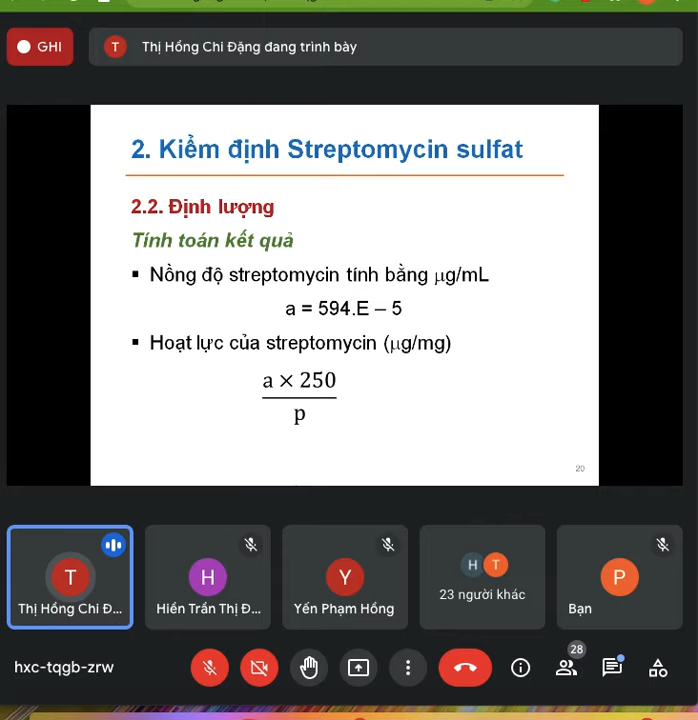 GHI
T
Thị Hồng Chi Đặng đang trình bày
2. Kiểm định Streptomycin sulfat
2.2. Định lượng
Tính toán kết quả
▪ Nồng độ streptomycin tính bằng μg/mL
a = 594.E – 5
▪ Hoạt lực của streptomycin (μg/mg)
a × 250
p
20
T
H
Y
H T
P
Thị Hồng Chi Đ...
Hiền Trần Thị Đ...
Yến Phạm Hồng
23 người khác
Bạn
hxc-tqgb-zrw
28